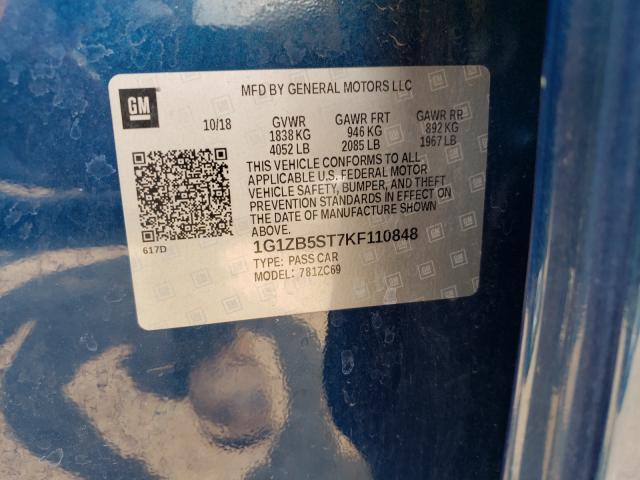 GM
MFD BY GENERAL MOTORS LLC
10/18 GVWR GAWR FRT GAWR RR
1838 KG 946 KG 892 KG
4052 LB 2085 LB 1967 LB
THIS VEHICLE CONFORMS TO ALL
APPLICABLE U.S. FEDERAL MOTOR
VEHICLE SAFETY, BUMPER, AND THEFT
PREVENTION STANDARDS IN EFFECT ON
THE DATE OF MANUFACTURE SHOWN
ABOVE.
617D
1G1ZB5ST7KF110848
TYPE: PASS CAR
MODEL: 781ZC69